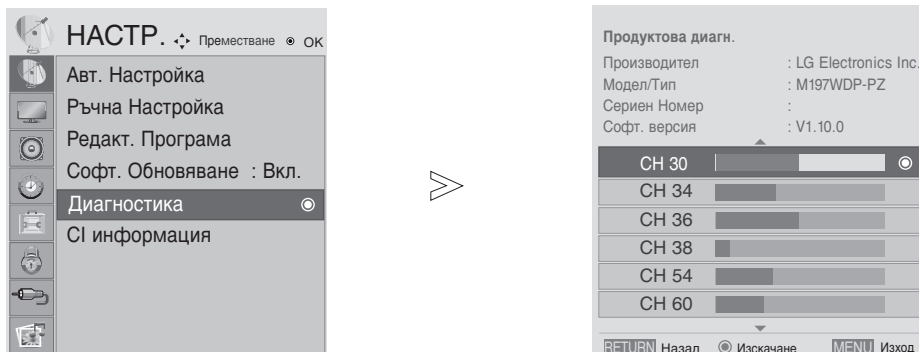 НАСТР. Преместване OK
Авт. Настройка
Ръчна Настройка
Редакт. Програма
Софт. Обновяване : Вкл.
Диагностика
CI информация
Продуктова диагн.
Производител : LG Electronics Inc.
Модел/Тип : M197WDP-PZ
Сериен Номер :
Софт. версия : V1.10.0
CH 30
CH 34
CH 36
CH 38
CH 54
CH 60
RETURN Назад Изскачане MENU Изход